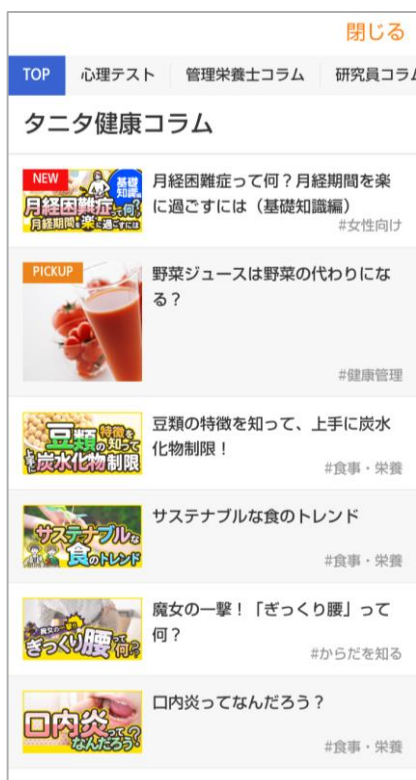 閉じる
TOP 心理テスト 管理栄養士コラム 研究員コラム
タニタ健康コラム
NEW
基礎知識編
月経困難症って何?
月経期間を楽に過ごすには
月経困難症って何?月経期間を楽
に過ごすには(基礎知識編)
#女性向け
PICKUP
野菜ジュースは野菜の代わりにな
る?
#健康管理
豆類の特徴を知って
上手に炭水化物制限
豆類の特徴を知って、上手に炭水
化物制限!
#食事・栄養
サステナブルな
食のトレンド
サステナブルな食のトレンド
#食事・栄養
魔女の一撃!
ぎっくり腰って何?
魔女の一撃!「ぎっくり腰」って
何?
#からだを知る
口内炎って
なんだろう?
口内炎ってなんだろう?
#食事・栄養